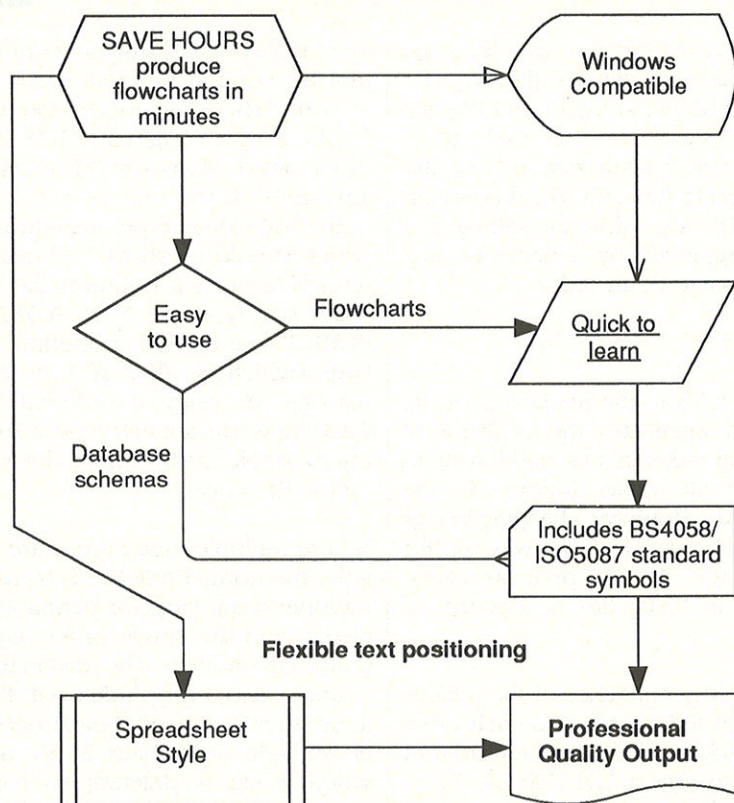 SAVE HOURS
produce
flowcharts in
minutes
Windows
Compatible
Easy
to use
Flowcharts
Quick to
learn
Database
schemas
Includes BS4058/
ISO5087 standard
symbols
Flexible text positioning
Spreadsheet
Style
Professional
Quality Output